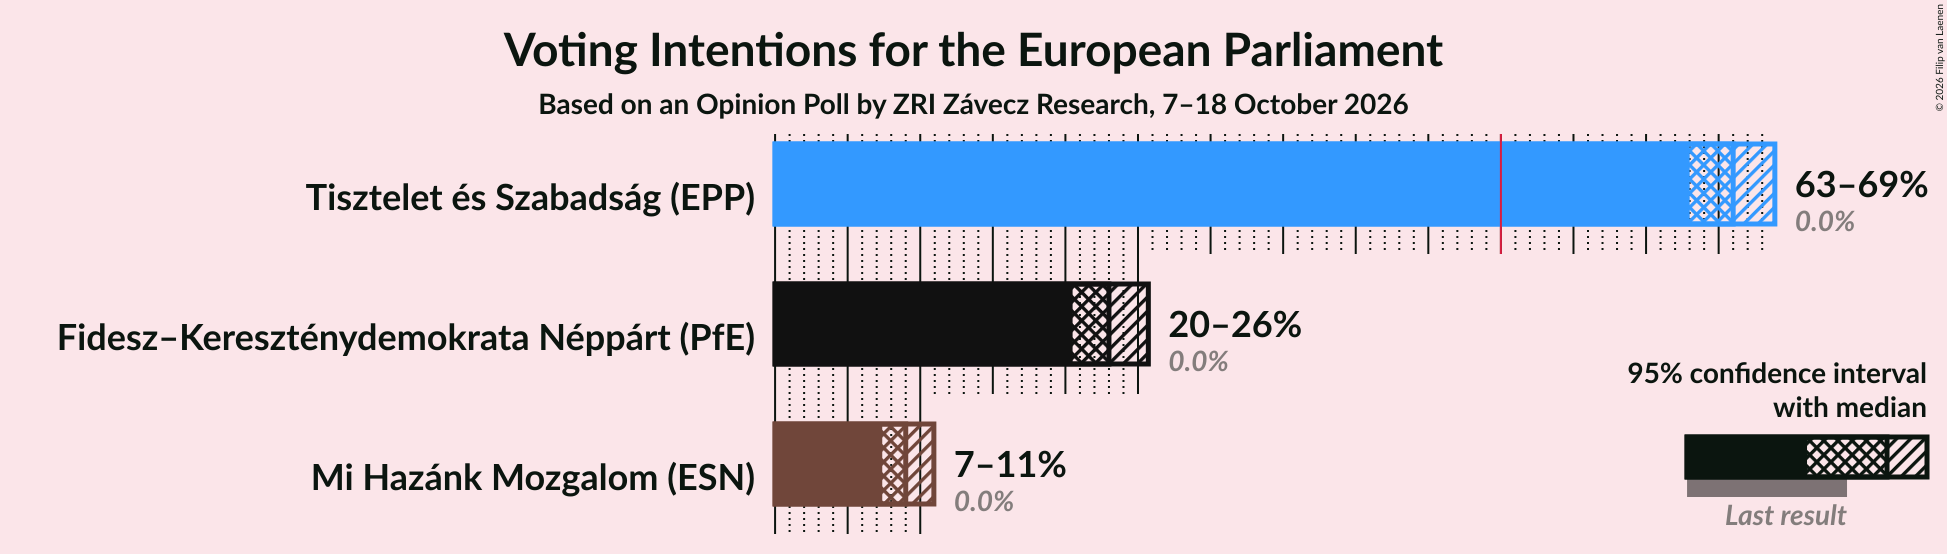 Voting Intentions for the European Parliament
Based on an Opinion Poll by ZRI Závecz Research, 7–18 October 2026
© 2026 Filip van Laenen
Tisztelet és Szabadság (EPP)
63–69%
0.0%
Fidesz–Kereszténydemokrata Néppárt (PfE)
20–26%
0.0%
Mi Hazánk Mozgalom (ESN)
7–11%
0.0%
95% confidence interval
with median
Last result